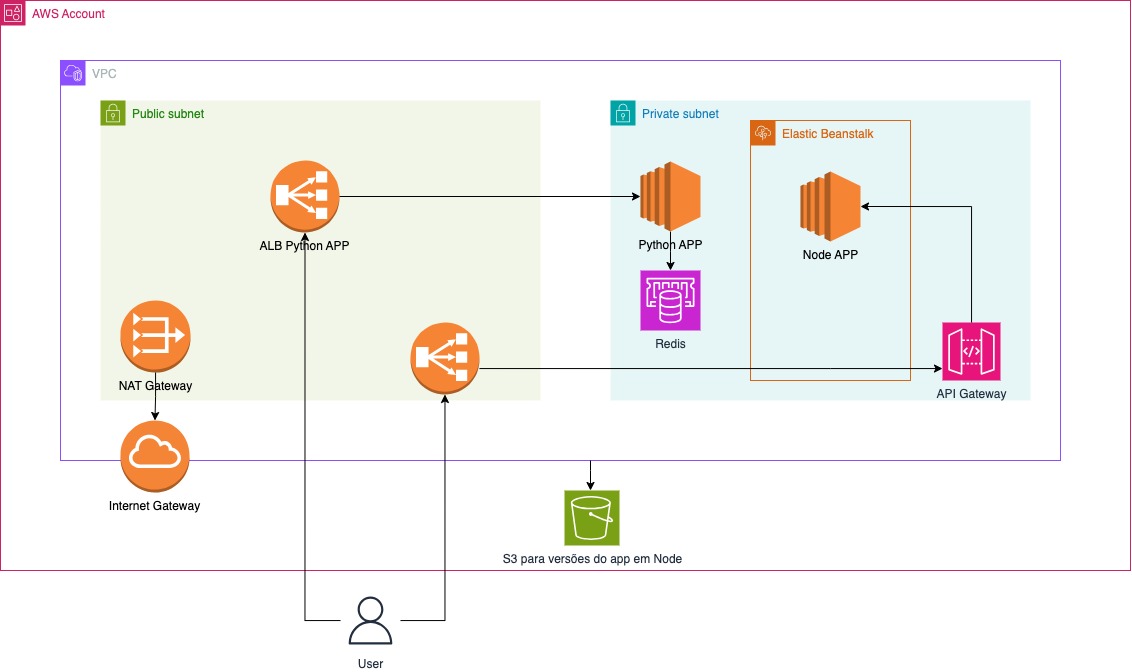 AWS Account
VPC
Public subnet
Private subnet
Elastic Beanstalk
ALB Python APP
Python APP
Node APP
Redis
NAT Gateway
API Gateway
Internet Gateway
S3 para versões do app em Node
User